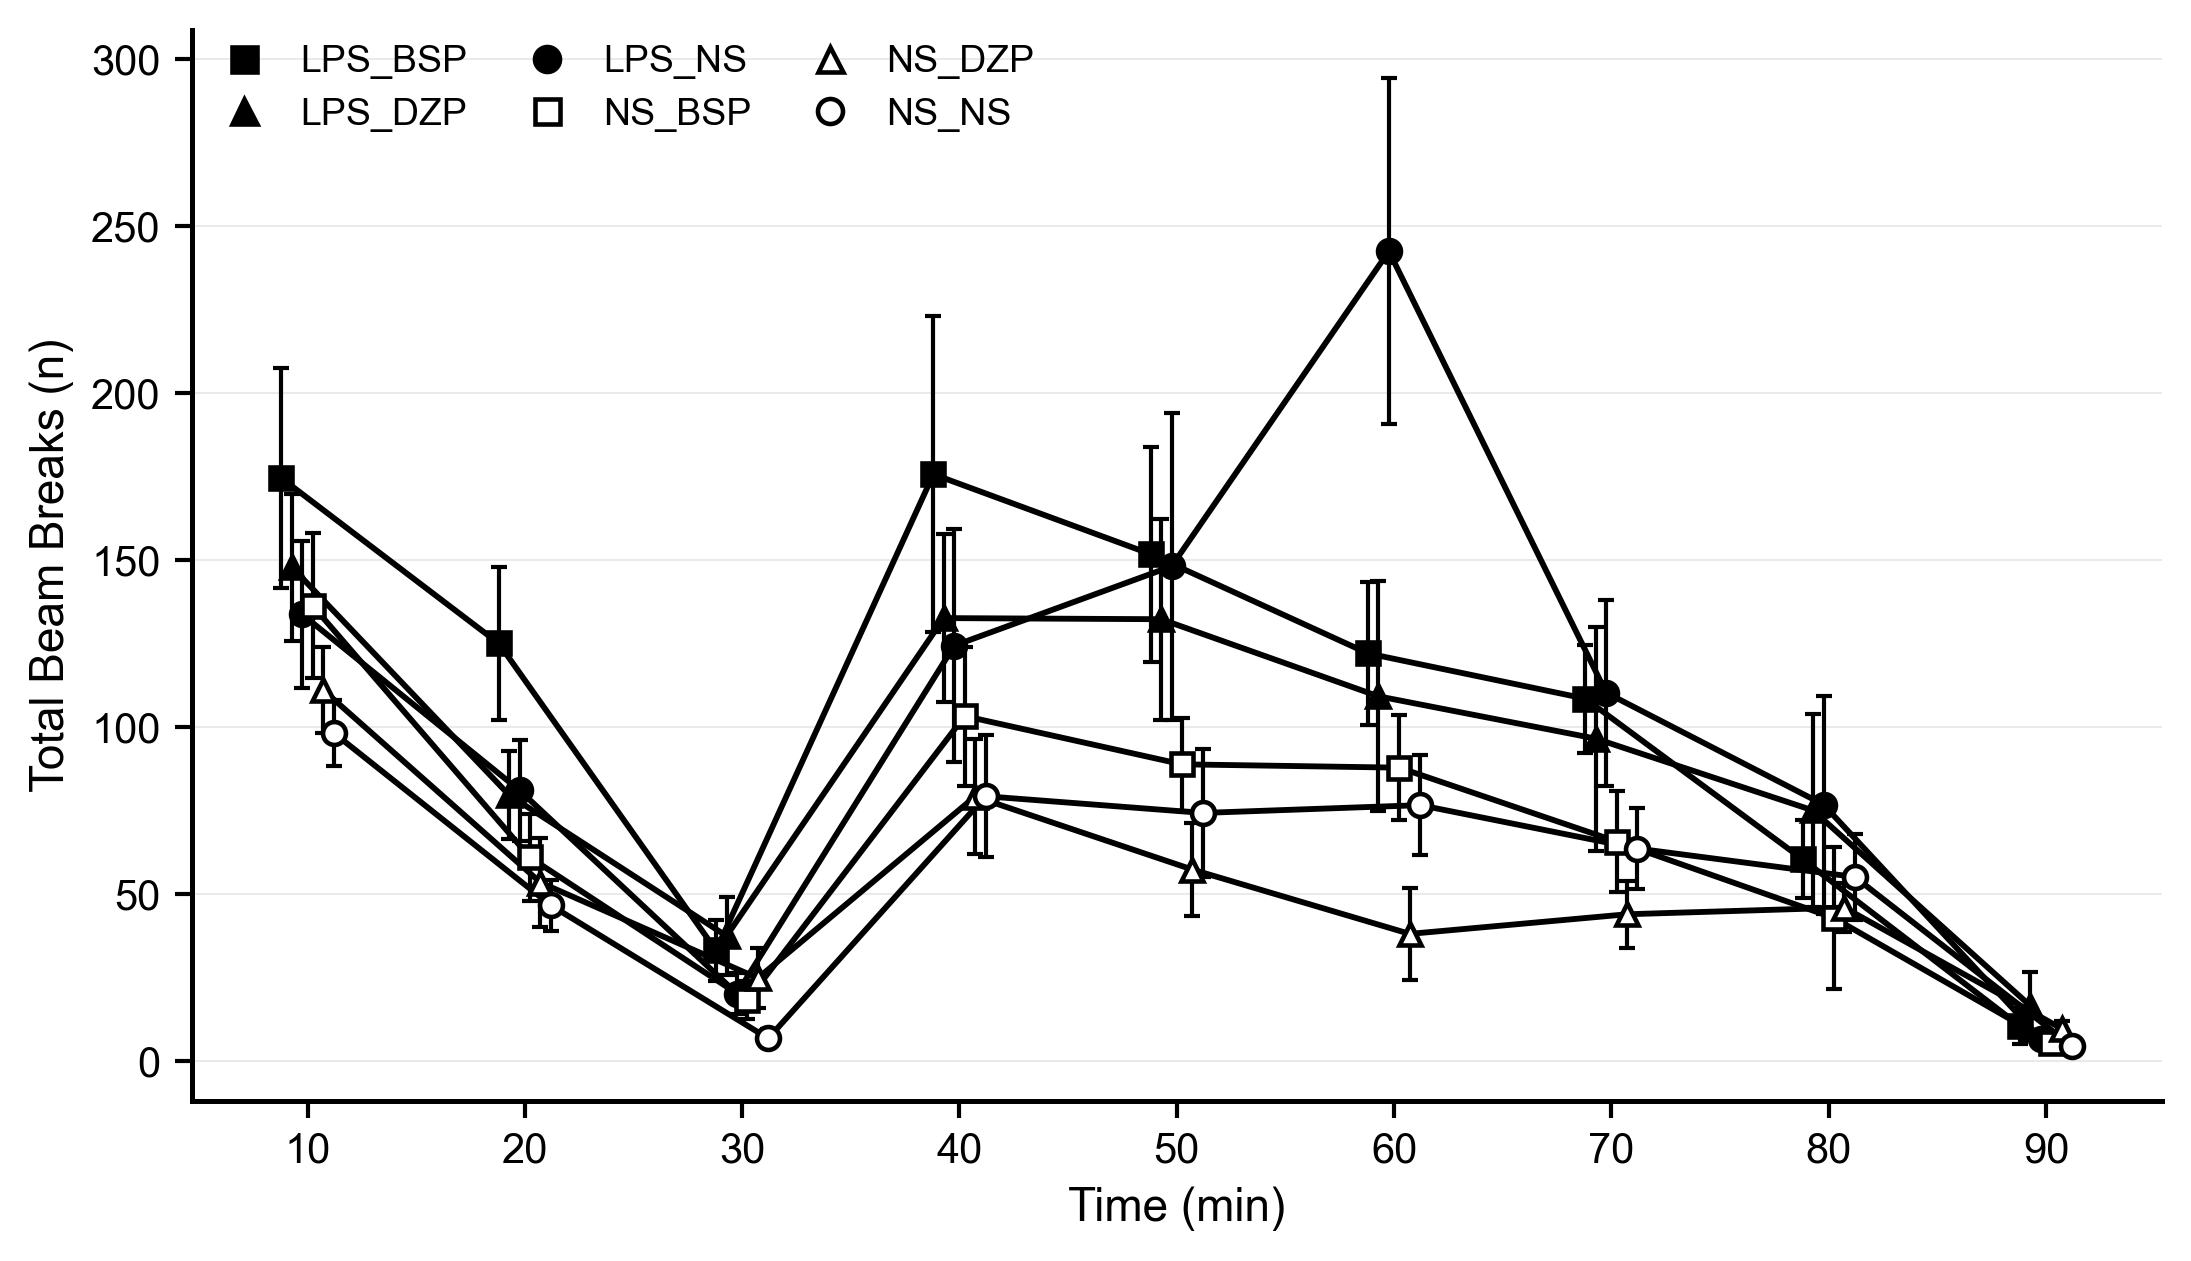 LPS_BSP LPS_NS NS_DZP
LPS_DZP NS_BSP NS_NS
300
250
200
150
100
50
0
Total Beam Breaks (n)
10 20 30 40 50 60 70 80 90
Time (min)